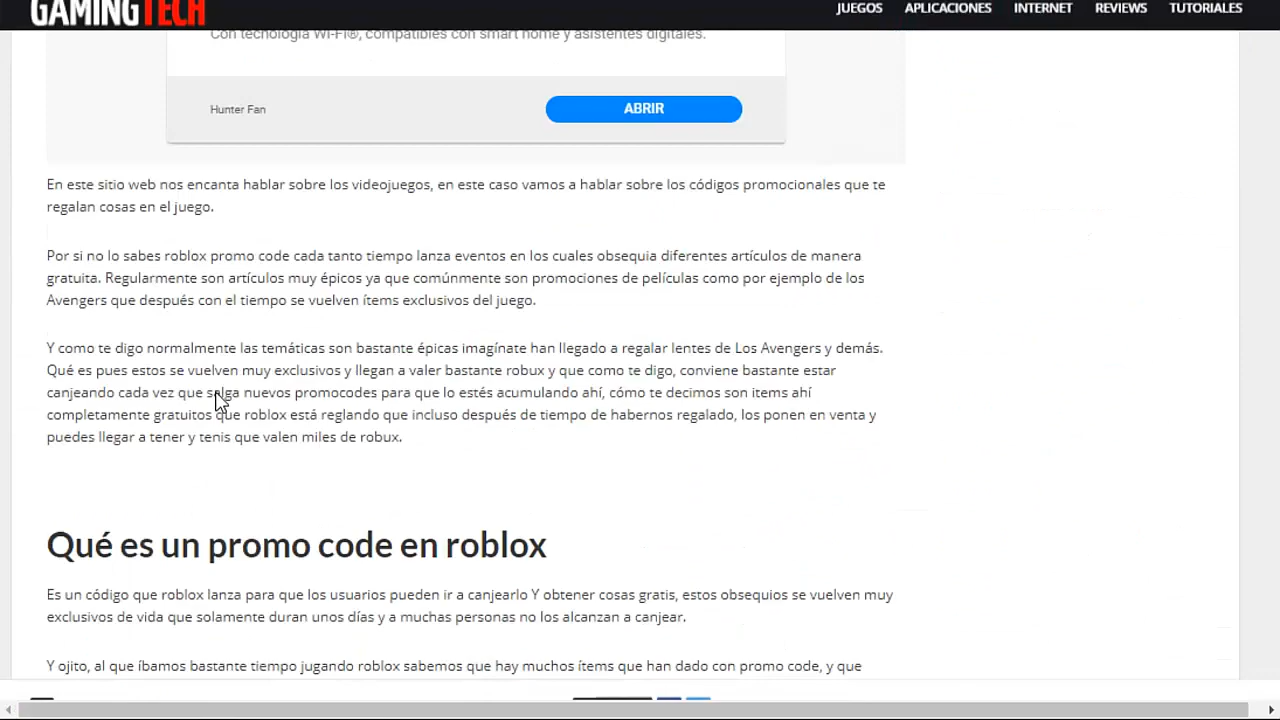 GAMINGTECH
JUEGOS APLICACIONES INTERNET REVIEWS TUTORIALES
Con tecnología Wi-Fi®, compatibles con smart home y asistentes digitales.
Hunter Fan
ABRIR
En este sitio web nos encanta hablar sobre los videojuegos, en este caso vamos a hablar sobre los códigos promocionales que te
regalan cosas en el juego.
Por si no lo sabes roblox promo code cada tanto tiempo lanza eventos en los cuales obsequia diferentes artículos de manera
gratuita. Regularmente son artículos muy épicos ya que comúnmente son promociones de películas como por ejemplo de los
Avengers que después con el tiempo se vuelven ítems exclusivos del juego.
Y como te digo normalmente las temáticas son bastante épicas imagínate han llegado a regalar lentes de Los Avengers y demás.
Qué es pues estos se vuelven muy exclusivos y llegan a valer bastante robux y que como te digo, conviene bastante estar
canjeando cada vez que salga nuevos promocodes para que lo estés acumulando ahí, cómo te decimos son items ahí
completamente gratuitos que roblox está reglando que incluso después de tiempo de habernos regalado, los ponen en venta y
puedes llegar a tener y tenis que valen miles de robux.
Qué es un promo code en roblox
Es un código que roblox lanza para que los usuarios pueden ir a canjearlo Y obtener cosas gratis, estos obsequios se vuelven muy
exclusivos de vida que solamente duran unos días y a muchas personas no los alcanzan a canjear.
Y ojito, al que íbamos bastante tiempo jugando roblox sabemos que hay muchos ítems que han dado con promo code, y que